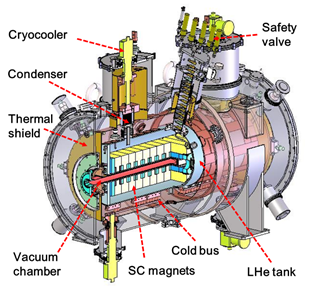 Cryocooler
Safety
valve
Condenser
Thermal
shield
Vacuum
chamber
SC magnets
Cold bus
LHe tank